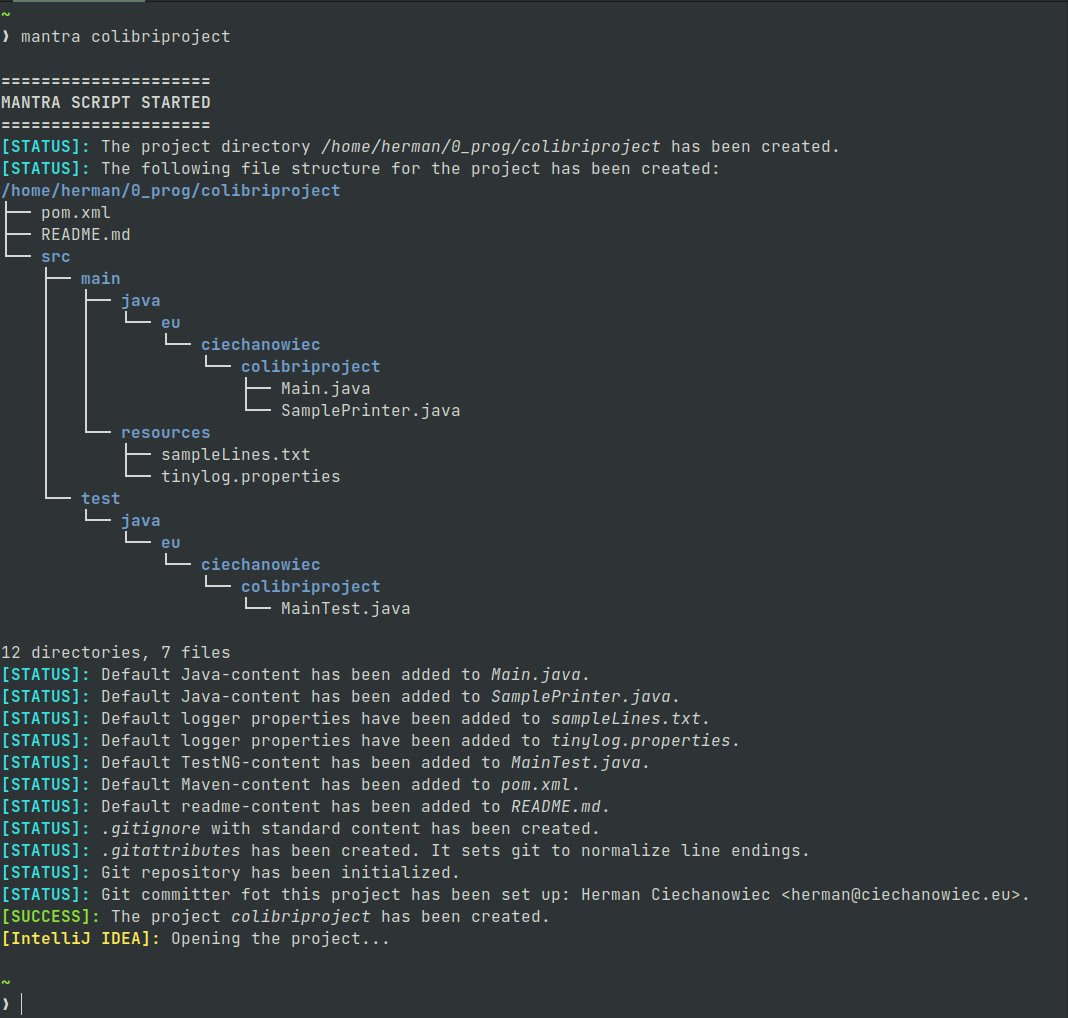 ~
❯ mantra colibriproject
=====================
MANTRA SCRIPT STARTED
=====================
[STATUS]: The project directory /home/herman/0_prog/colibriproject has been created.
[STATUS]: The following file structure for the project has been created:
/home/herman/0_prog/colibriproject
├── pom.xml
├── README.md
└── src
    ├── main
    │   ├── java
    │   │   └── eu
    │   │       └── ciechanowiec
    │   │           └── colibriproject
    │   │               ├── Main.java
    │   │               └── SamplePrinter.java
    │   └── resources
    │       ├── sampleLines.txt
    │       └── tinylog.properties
    └── test
        └── java
            └── eu
                └── ciechanowiec
                    └── colibriproject
                        └── MainTest.java
12 directories, 7 files
[STATUS]: Default Java-content has been added to Main.java.
[STATUS]: Default Java-content has been added to SamplePrinter.java.
[STATUS]: Default logger properties have been added to sampleLines.txt.
[STATUS]: Default logger properties have been added to tinylog.properties.
[STATUS]: Default TestNG-content has been added to MainTest.java.
[STATUS]: Default Maven-content has been added to pom.xml.
[STATUS]: Default readme-content has been added to README.md.
[STATUS]: .gitignore with standard content has been created.
[STATUS]: .gitattributes has been created. It sets git to normalize line endings.
[STATUS]: Git repository has been initialized.
[STATUS]: Git committer fot this project has been set up: Herman Ciechanowiec <herman@ciechanowiec.eu>.
[SUCCESS]: The project colibriproject has been created.
[IntelliJ IDEA]: Opening the project...
~
❯